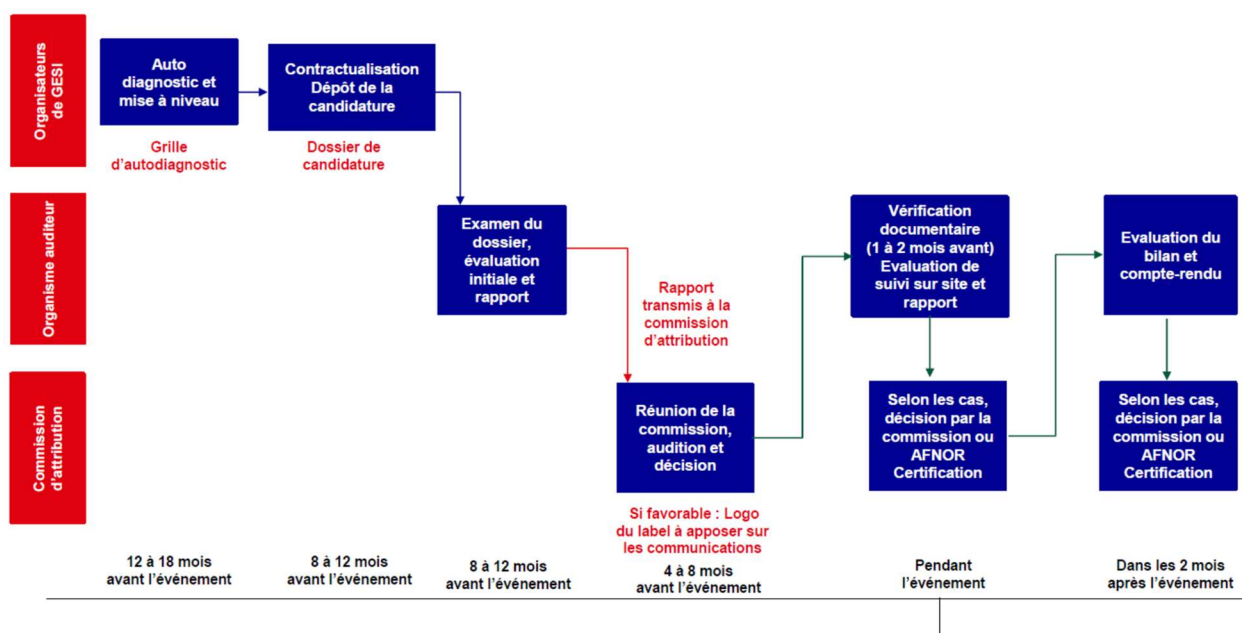 Organisateurs
de GESI
Auto
diagnostic et
mise à niveau
Grille
d'autodiagnostic
Contractualisation
Dépôt de la
candidature
Dossier de
candidature
Organisme auditeur
Examen du
dossier,
évaluation
initiale et
rapport
Rapport
transmis à la
commission
d'attribution
Vérification
documentaire
(1 à 2 mois avant)
Evaluation de
suivi sur site et
rapport
Evaluation du
bilan et
compte-rendu
Commission
d'attribution
Réunion de la
commission,
audition et
décision
Si favorable : Logo
du label à apposer sur
les communications
Selon les cas,
décision par la
commission ou
AFNOR
Certification
Selon les cas,
décision par la
commission ou
AFNOR
Certification
12 à 18 mois
avant l'événement
8 à 12 mois
avant l'événement
8 à 12 mois
avant l'événement
4 à 8 mois
avant l'événement
Pendant
l'événement
Dans les 2 mois
après l'événement